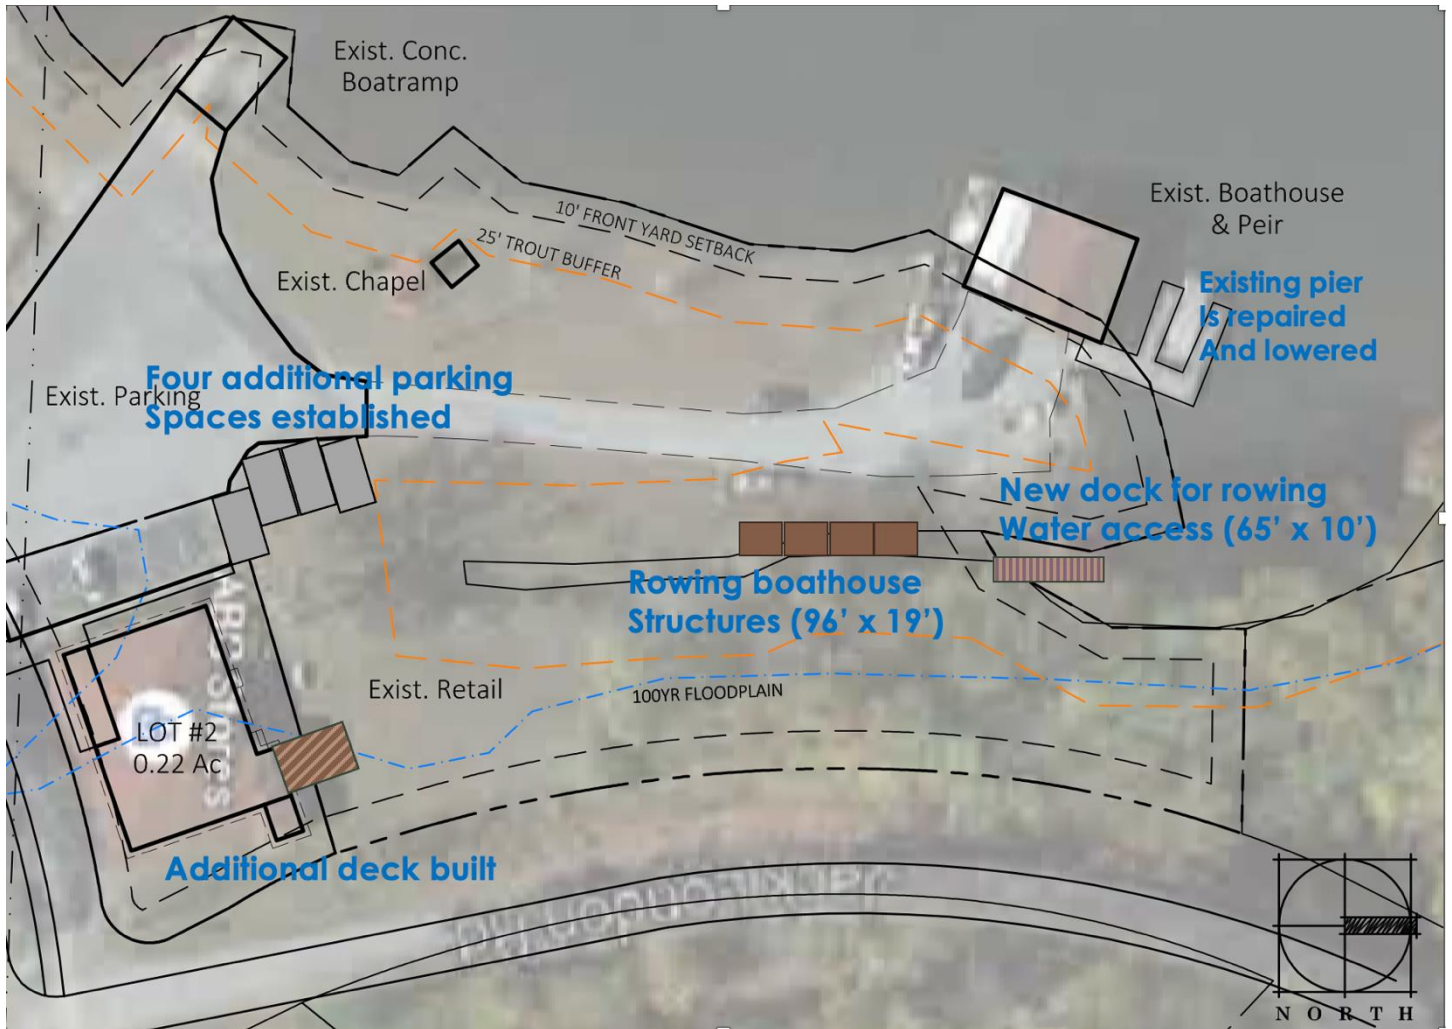 Exist. Conc.
Boatramp
Exist. Boathouse
& Peir
10' FRONT YARD SETBACK
25' TROUT BUFFER
Exist. Chapel
Existing pier
Is repaired
And lowered
Four additional parking
Spaces established
Exist. Parking
New dock for rowing
Water access (65' x 10')
Rowing boathouse
Structures (96' x 19')
Exist. Retail
100YR FLOODPLAIN
LOT #2
0.22 Ac
Additional deck built
NORTH